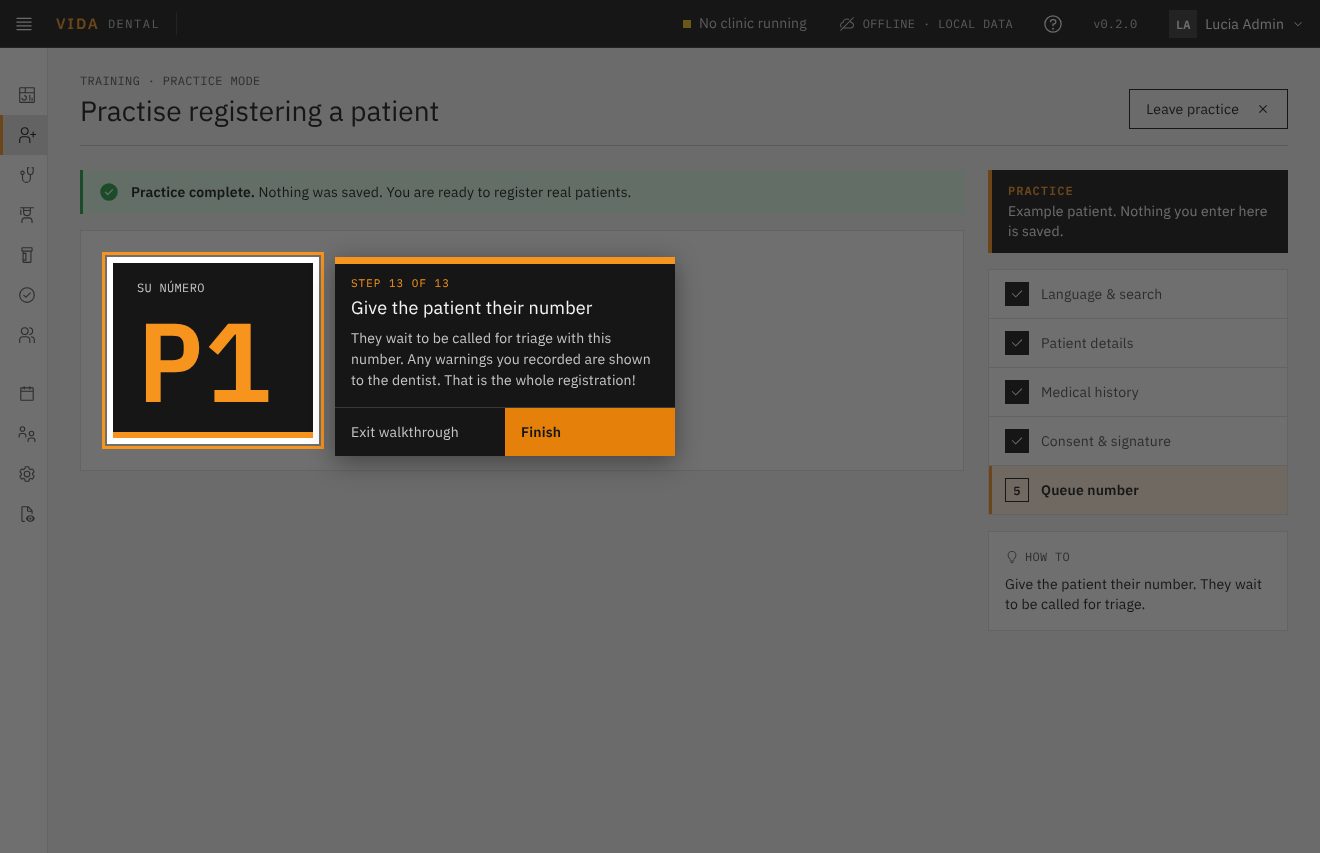 VIDA DENTAL
No clinic running
OFFLINE · LOCAL DATA
v0.2.0
LA
Lucia Admin
TRAINING · PRACTICE MODE
Practise registering a patient
Leave practice
Practice complete. Nothing was saved. You are ready to register real patients.
SU NÚMERO
P1
STEP 13 OF 13
Give the patient their number
They wait to be called for triage with this
number. Any warnings you recorded are shown
to the dentist. That is the whole registration!
Exit walkthrough
Finish
PRACTICE
Example patient. Nothing you enter here
is saved.
Language & search
Patient details
Medical history
Consent & signature
5 Queue number
HOW TO
Give the patient their number. They wait
to be called for triage.